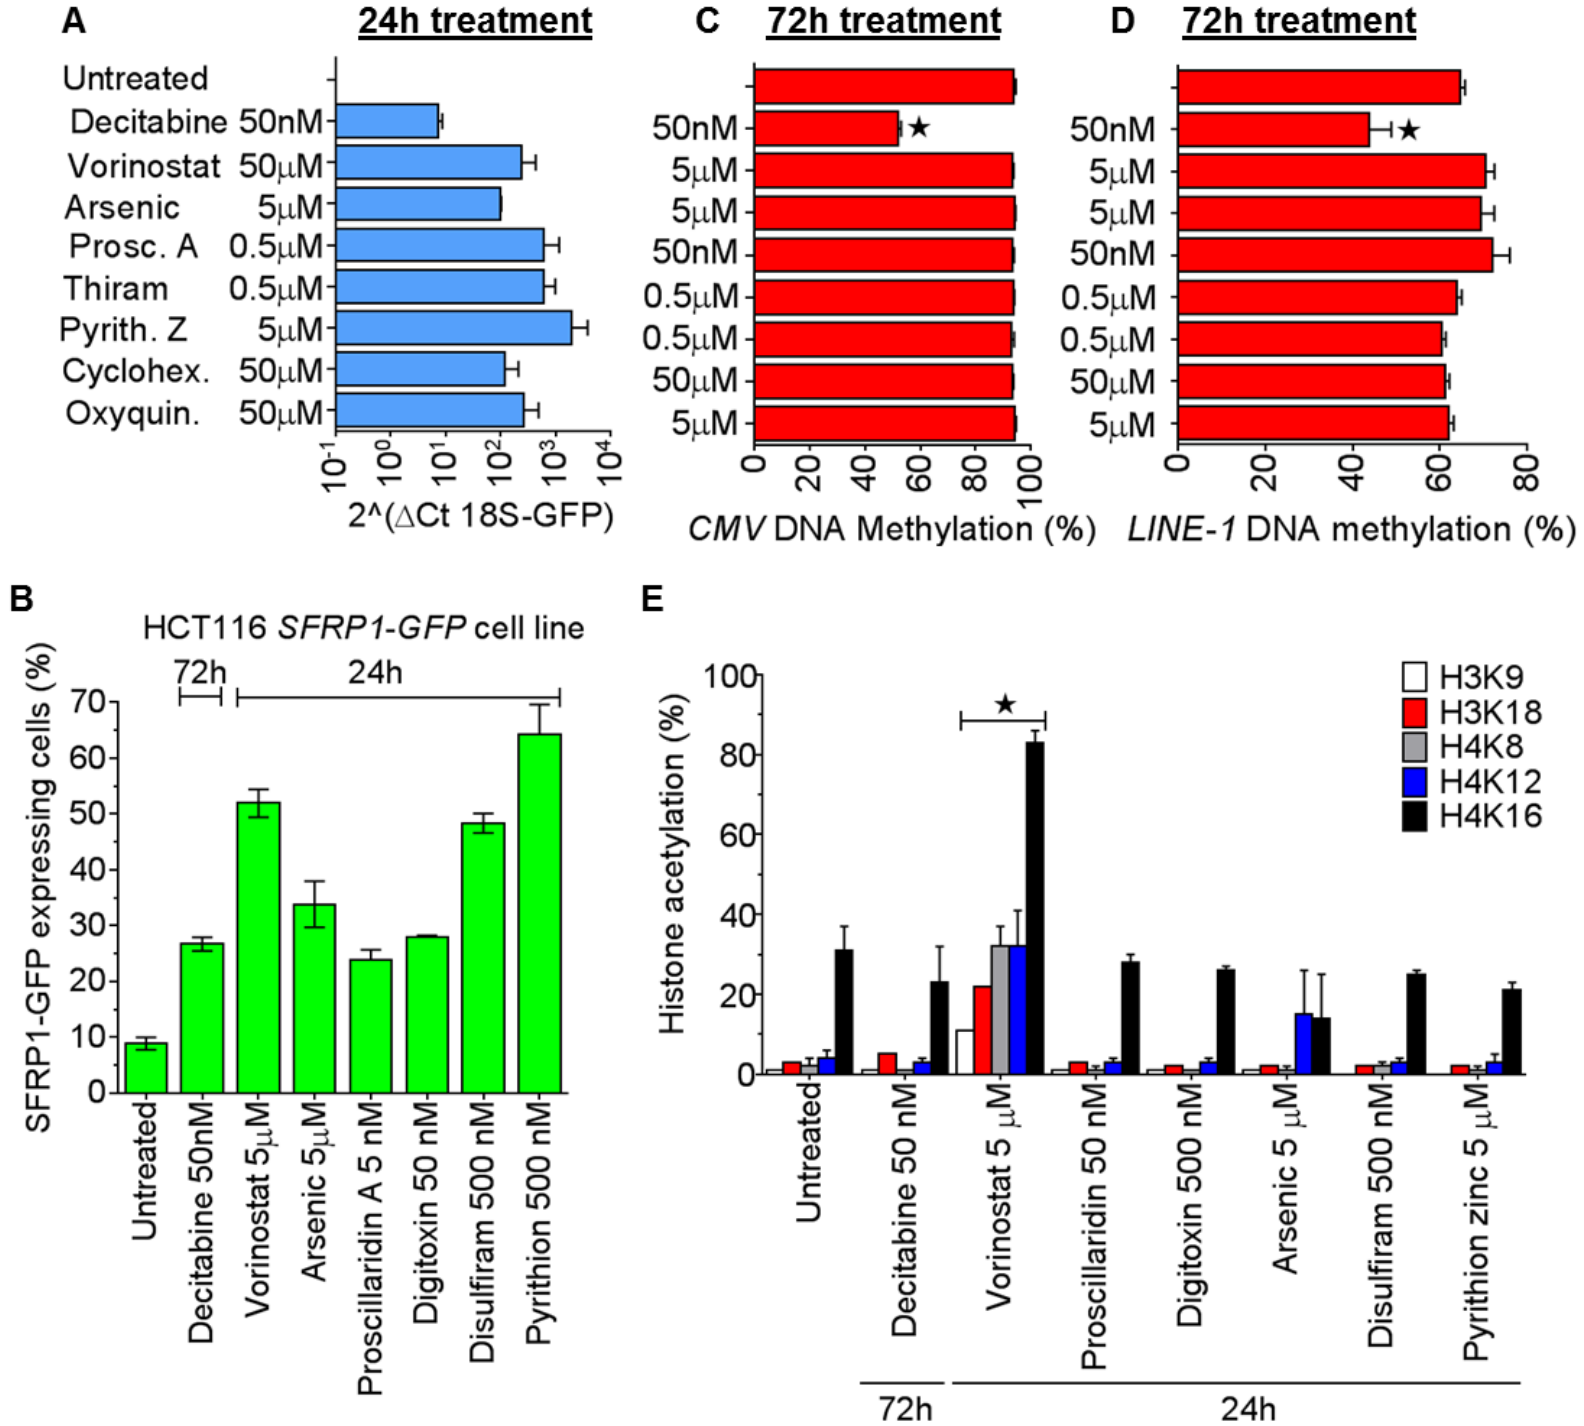 A 24h treatment
Untreated
Decitabine 50nM
Vorinostat 50μM
Arsenic 5μM
Prosc. A 0.5μM
Thiram 0.5μM
Pyrith. Z 5μM
Cyclohex. 50μM
Oxyquin. 50μM
10-1 100 101 102 103 104
2^(ΔCt 18S-GFP)
C 72h treatment
50nM
5μM
5μM
50nM
0.5μM
0.5μM
50μM
5μM
0 20 40 60 80 100
CMV DNA Methylation (%)
D 72h treatment
50nM
5μM
5μM
50nM
0.5μM
0.5μM
50μM
5μM
0 20 40 60 80
LINE-1 DNA methylation (%)
B
HCT116 SFRP1-GFP cell line
72h 24h
SFRP1-GFP expressing cells (%)
70
60
50
40
30
20
10
0
Untreated
Decitabine 50nM
Vorinostat 5μM
Arsenic 5μM
Proscillaridin A 5 nM
Digitoxin 50 nM
Disulfiram 500 nM
Pyrithion 500 nM
E
Histone acetylation (%)
100
80
60
40
20
0
H3K9
H3K18
H4K8
H4K12
H4K16
Untreated
Decitabine 50 nM
Vorinostat 5 μM
Proscillaridin 50 nM
Digitoxin 500 nM
Arsenic 5 μM
Disulfiram 500 nM
Pyrithion zinc 5 μM
72h 24h